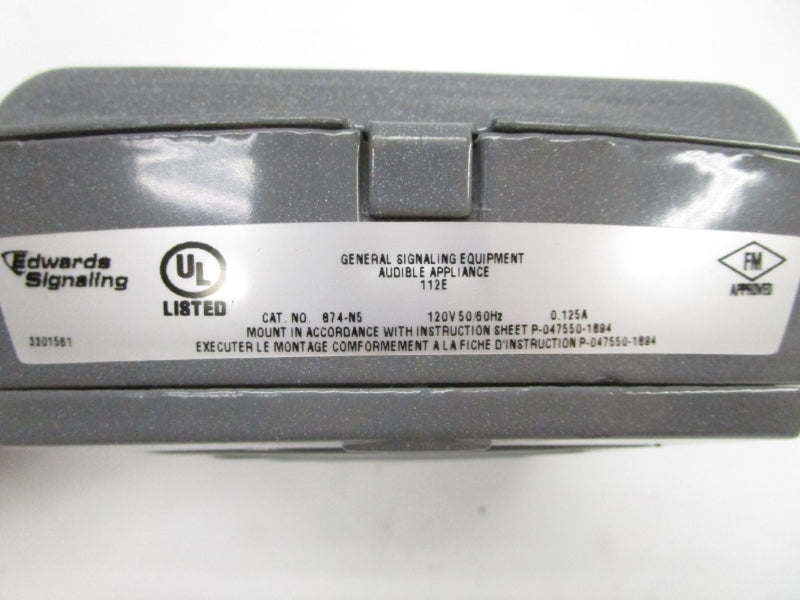 Edwards
Signaling
UL
LISTED
GENERAL SIGNALING EQUIPMENT
AUDIBLE APPLIANCE
112E
FM
APPROVED
CAT. NO. 874-N5 120V 50/60Hz 0.125A
MOUNT IN ACCORDANCE WITH INSTRUCTION SHEET P-047550-1894
EXECUTER LE MONTAGE COMFORMEMENT A LA FICHE D'INSTRUCTION P-047550-1894
3301561